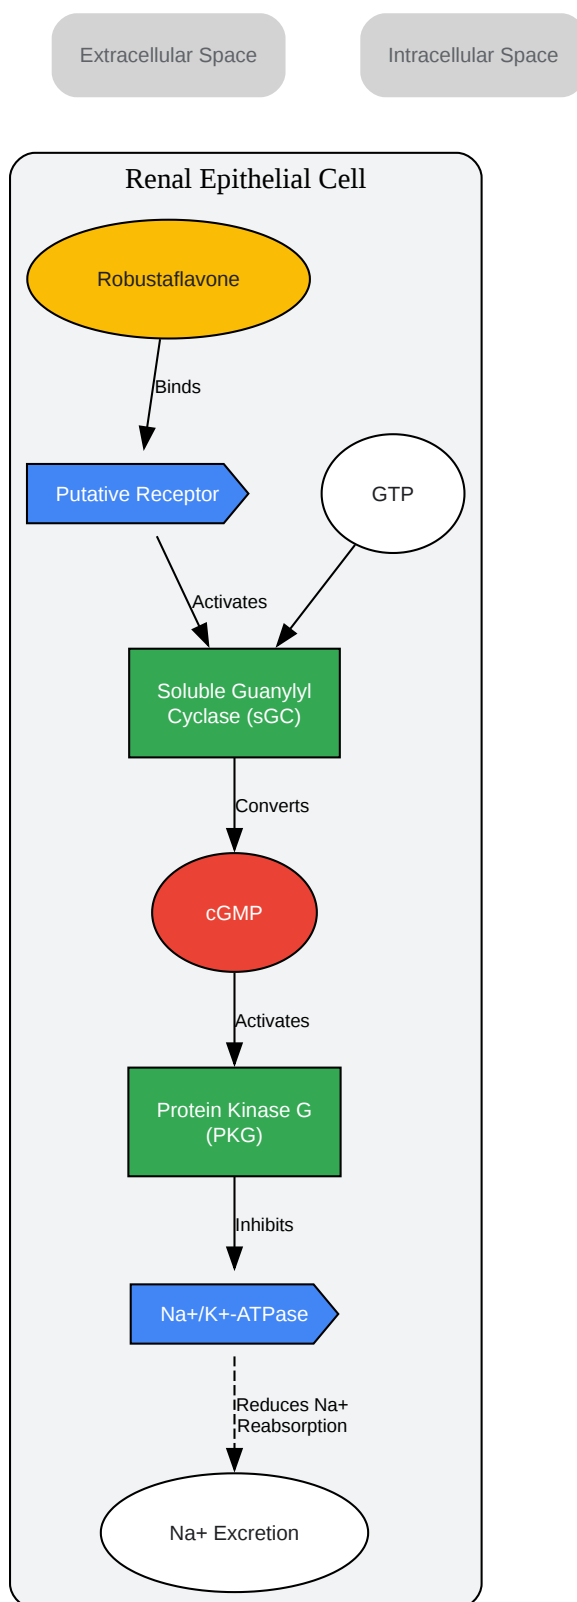 Extracellular Space
Intracellular Space
Renal Epithelial Cell
Robustaflavone
Binds
Putative Receptor
GTP
Activates
Soluble Guanylyl
Cyclase (sGC)
Converts
cGMP
Activates
Protein Kinase G
(PKG)
Inhibits
Na+/K+-ATPase
Reduces Na+
Reabsorption
Na+ Excretion